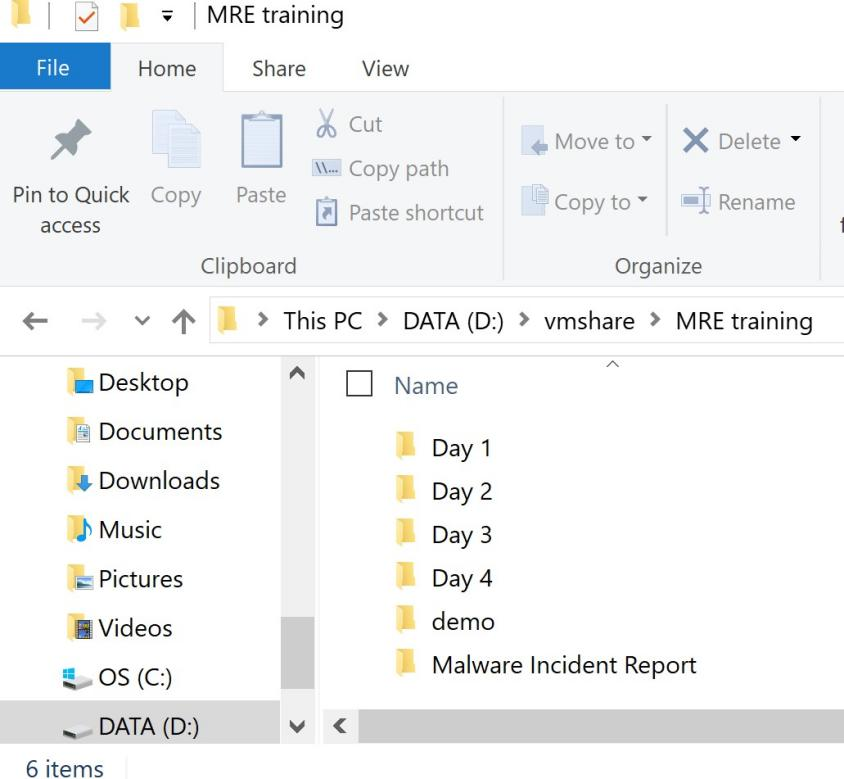 MRE training
File Home Share View
Pin to Quick access
Copy
Paste
Cut
\\... Copy path
Paste shortcut
Clipboard
Move to
Copy to
Delete
Rename
Organize
This PC > DATA (D:) > vmshare > MRE training
Desktop
Documents
Downloads
Music
Pictures
Videos
OS (C:)
DATA (D:)
Name
Day 1
Day 2
Day 3
Day 4
demo
Malware Incident Report
6 items